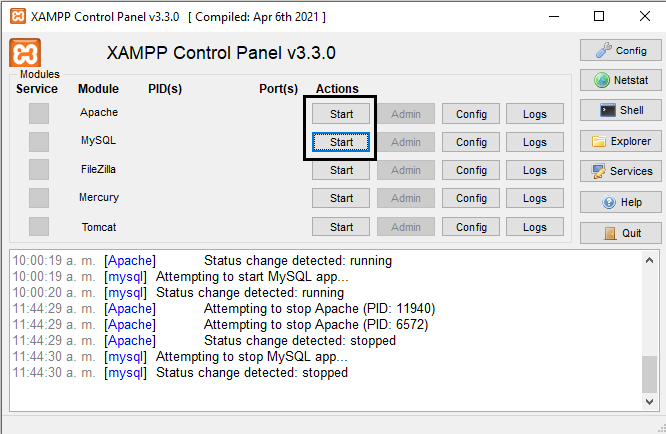 XAMPP Control Panel v3.3.0 [ Compiled: Apr 6th 2021 ]
XAMPP Control Panel v3.3.0
Config
Modules
Service Module PID(s) Port(s) Actions
Netstat
Apache Start Admin Config Logs
Shell
MySQL Start Admin Config Logs
Explorer
FileZilla Start Admin Config Logs
Services
Mercury Start Admin Config Logs
Help
Tomcat Start Admin Config Logs
Quit
10:00:19 a. m. [Apache] Status change detected: running
10:00:19 a. m. [mysql] Attempting to start MySQL app...
10:00:20 a. m. [mysql] Status change detected: running
11:44:29 a. m. [Apache] Attempting to stop Apache (PID: 11940)
11:44:29 a. m. [Apache] Attempting to stop Apache (PID: 6572)
11:44:29 a. m. [Apache] Status change detected: stopped
11:44:30 a. m. [mysql] Attempting to stop MySQL app...
11:44:30 a. m. [mysql] Status change detected: stopped